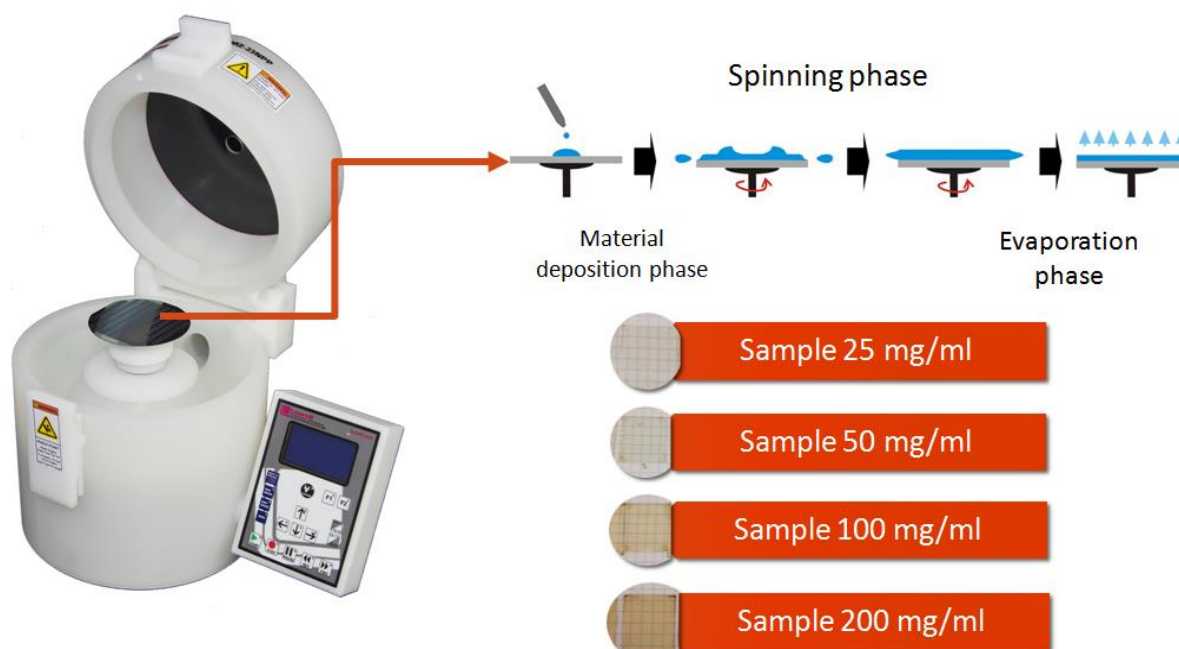 Spinning phase
Material
deposition phase
Evaporation
phase
Sample 25 mg/ml
Sample 50 mg/ml
Sample 100 mg/ml
Sample 200 mg/ml